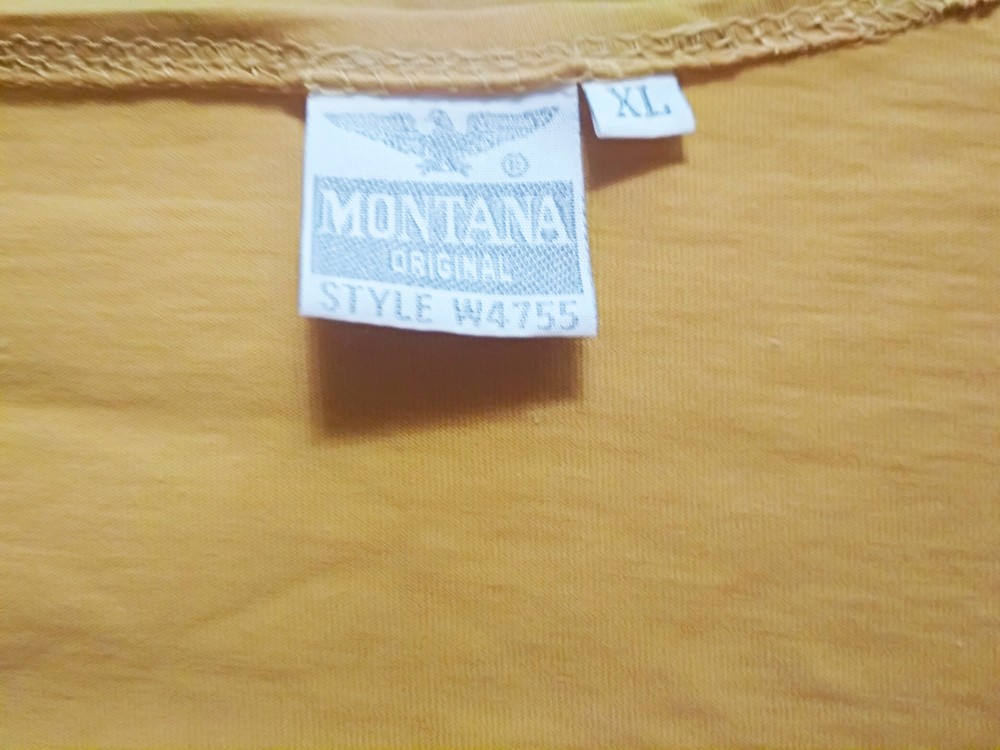 XL
®
MONTANA
ORIGINAL
STYLE W4755